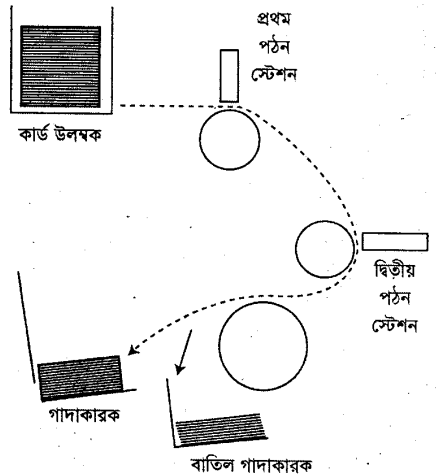 প্রথম
পঠন
স্টেশন
কার্ড উলম্বক
দ্বিতীয়
পঠন
স্টেশন
গাদাকারক
বাতিল গাদাকারক